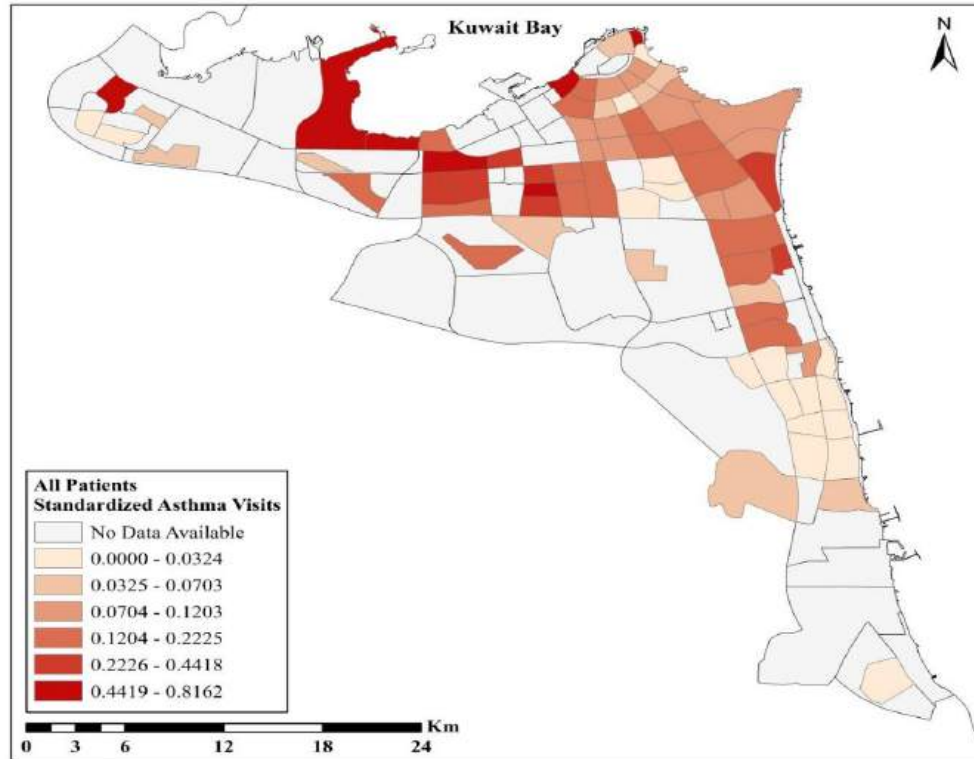 Kuwait Bay
N
All Patients
Standardized Asthma Visits
No Data Available
0.0000 - 0.0324
0.0325 - 0.0703
0.0704 - 0.1203
0.1204 - 0.2225
0.2226 - 0.4418
0.4419 - 0.8162
Km
0 3 6 12 18 24